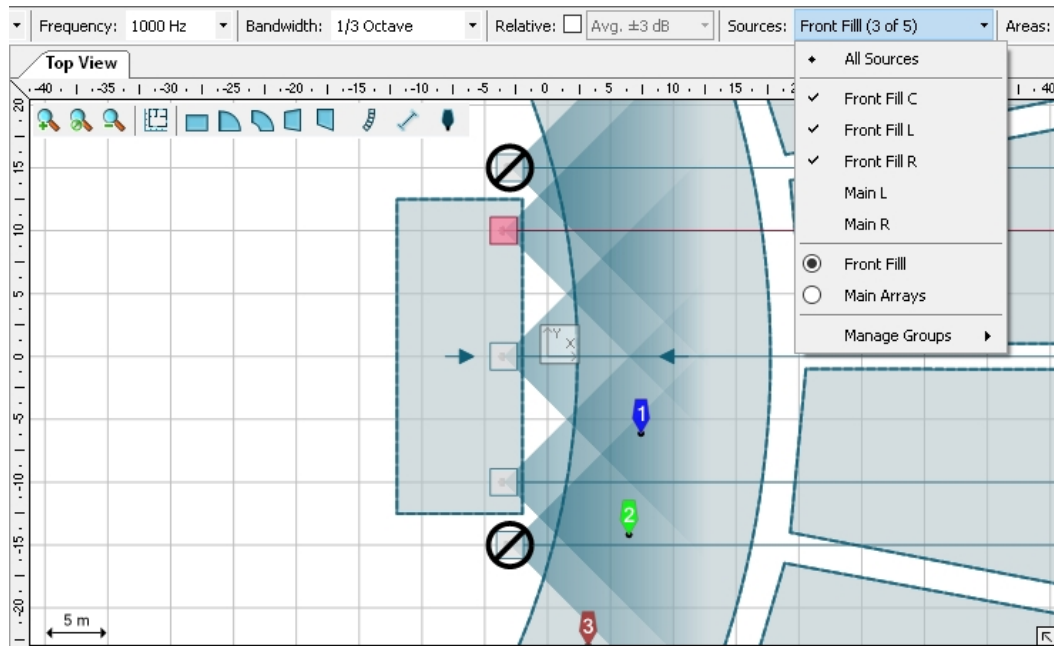 Frequency: 1000 Hz Bandwidth: 1/3 Octave Relative: Avg. ±3 dB Sources: Front Filll (3 of 5) Areas:
Top View
All Sources
Front Fill C
Front Fill L
Front Fill R
Main L
Main R
Front Filll
Main Arrays
Manage Groups
-40 -35 -30 -25 -20 -15 -10 -5 0 5 10 15 40
20
15
10
5
0
-5
-10
-15
-20
Y
X
1
2
3
5 m